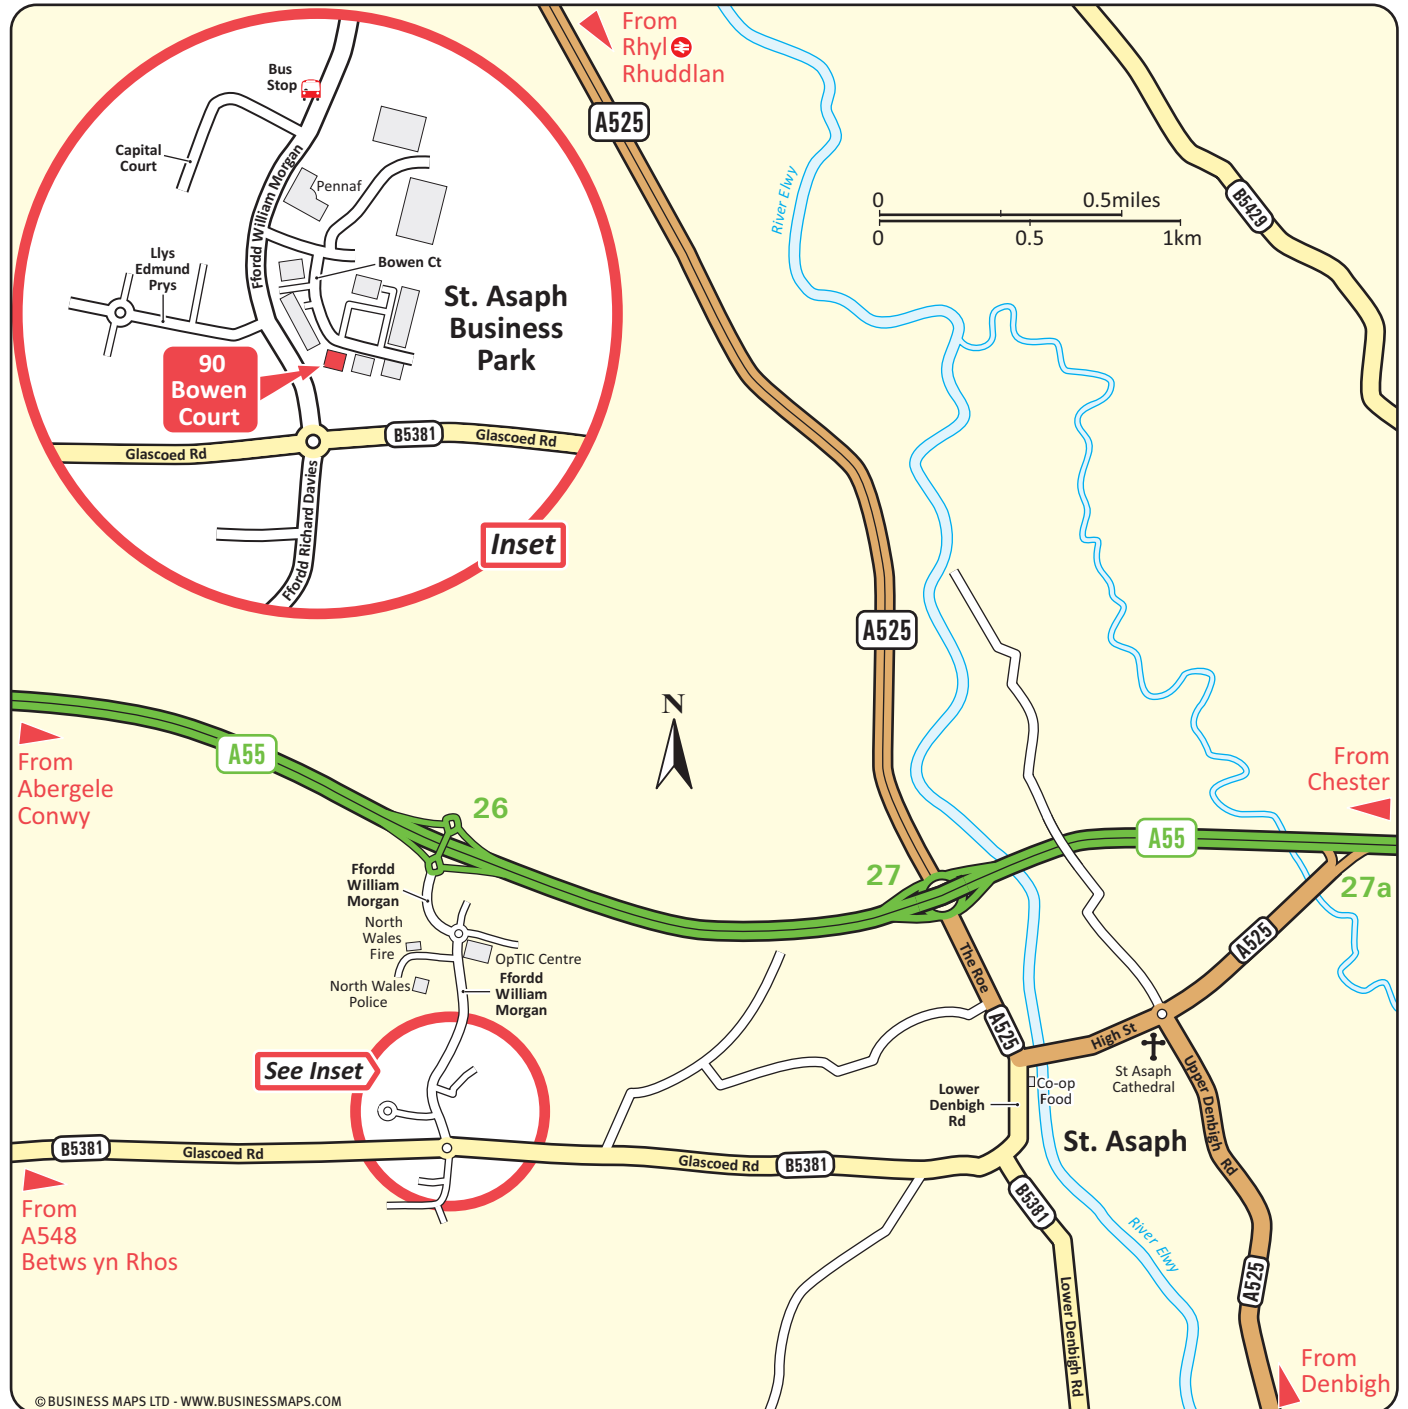 From
Rhyl
Rhuddlan
A525
B5429
River Elwy
0
0.5miles
0
0.5
1km
Bus
Stop
Capital
Court
Ffordd William Morgan
Pennaf
Llys
Edmund
Prys
Bowen Ct
St. Asaph
Business
Park
90
Bowen
Court
B5381
Glascoed Rd
Glascoed Rd
Ffordd Richard Davies
Inset
A525
N
A55
From
Abergele
Conwy
26
27
From
Chester
A55
27a
Ffordd
William
Morgan
North
Wales
Fire
OpTIC Centre
North Wales
Police
Ffordd
William
Morgan
The Roe
A525
A525
High St
St Asaph
Cathedral
Upper Denbigh Rd
See Inset
Lower
Denbigh
Rd
Co-op
Food
St. Asaph
B5381
Glascoed Rd
Glascoed Rd
B5381
From
A548
Betws yn Rhos
B5381
River Elwy
Lower Denbigh Rd
A525
From
Denbigh
© BUSINESS MAPS LTD - WWW.BUSINESSMAPS.COM